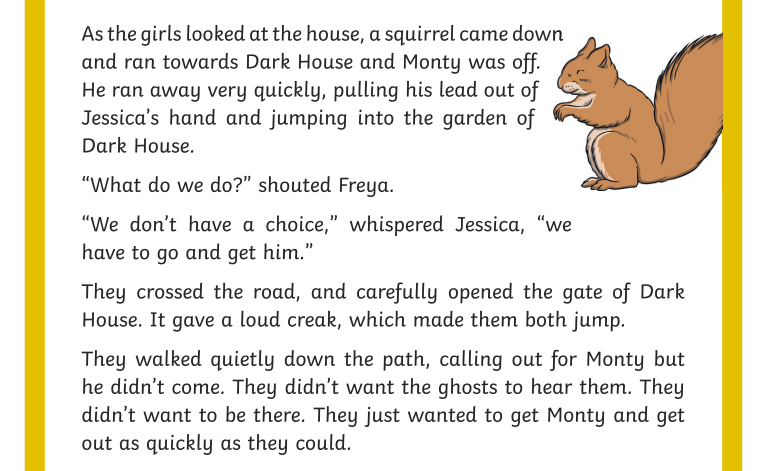 As the girls looked at the house, a squirrel came down
and ran towards Dark House and Monty was off.
He ran away very quickly, pulling his lead out of
Jessica’s hand and jumping into the garden of
Dark House.
“What do we do?” shouted Freya.
“We don’t have a choice,” whispered Jessica, “we
have to go and get him.”
They crossed the road, and carefully opened the gate of Dark
House. It gave a loud creak, which made them both jump.
They walked quietly down the path, calling out for Monty but
he didn’t come. They didn’t want the ghosts to hear them. They
didn’t want to be there. They just wanted to get Monty and get
out as quickly as they could.